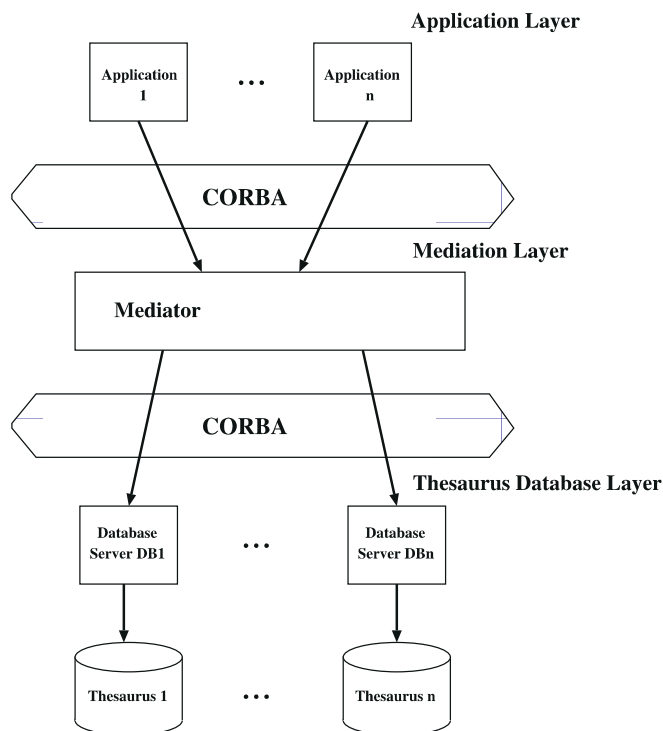 Application Layer
Application
1
...
Application
n
CORBA
Mediation Layer
Mediator
CORBA
Thesaurus Database Layer
Database
Server DB1
...
Database
Server DBn
Thesaurus 1
...
Thesaurus n